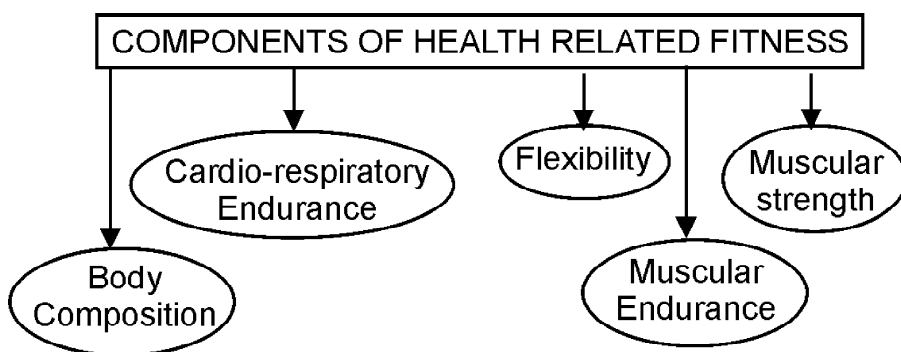 COMPONENTS OF HEALTH RELATED FITNESS
Cardio-respiratory
Endurance
Flexibility
Muscular
strength
Body
Composition
Muscular
Endurance